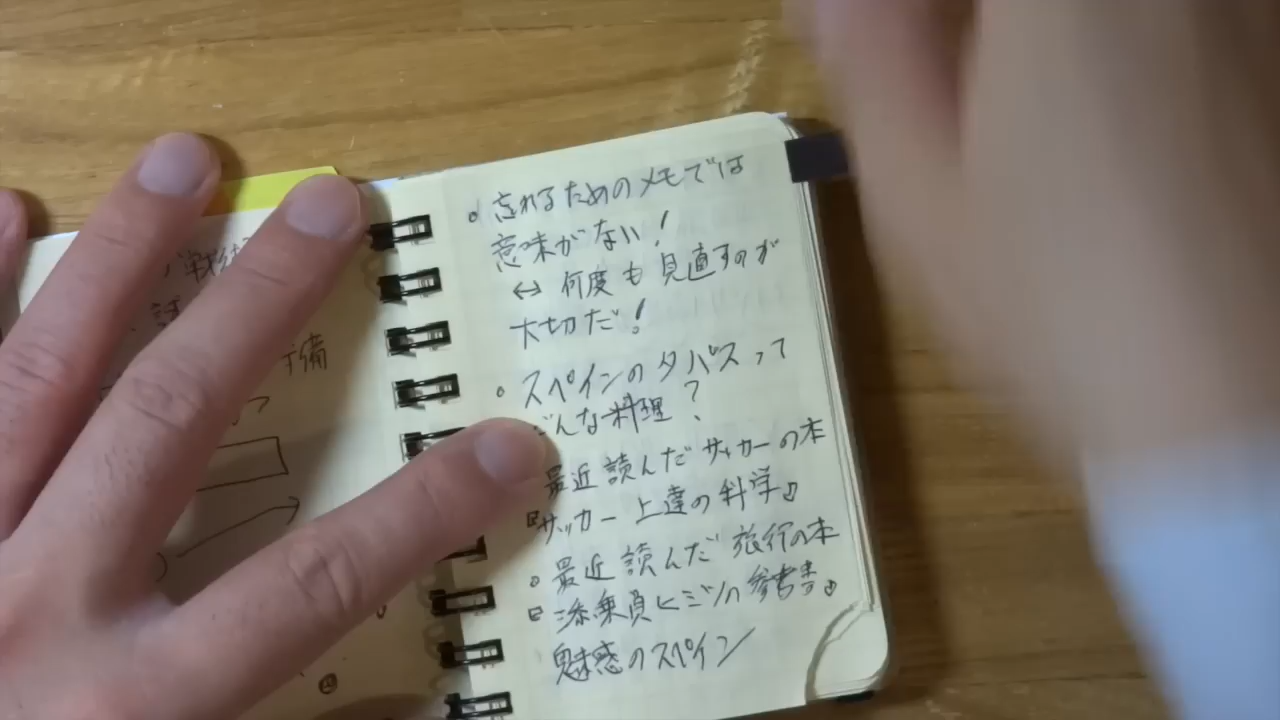 戦術
備
。忘れるためのメモでは
意味がない!
↔ 何度も見直すのが
大切だ!
。スペインのタパスって
どんな料理?
最近読んだサッカーの本
『サッカー上達の科学』
。最近読んだ旅行の本
『添乗員ヒミツの参考書』
魅惑のスペイン